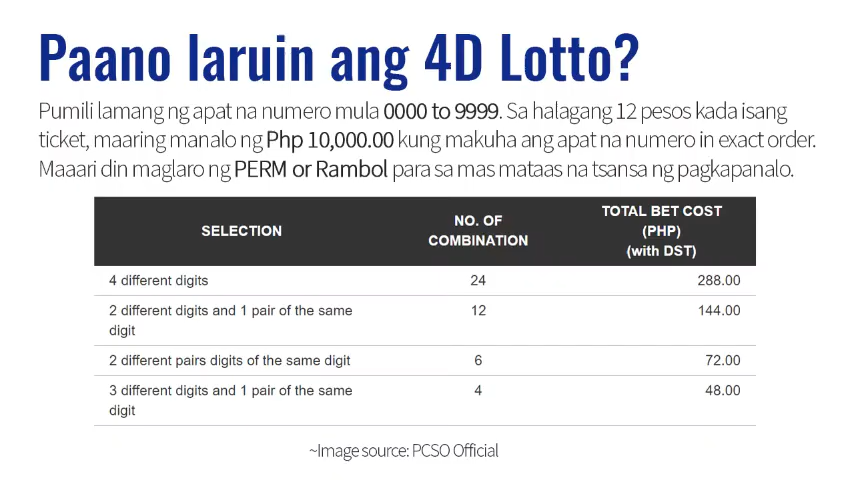 Paano laruin ang 4D Lotto?
Pumili lamang ng apat na numero mula 0000 to 9999. Sa halagang 12 pesos kada isang
ticket, maaring manalo ng Php 10,000.00 kung makuha ang apat na numero in exact order.
Maaari din maglaro ng PERM or Rambol para sa mas mataas na tsansa ng pagkapanalo.
SELECTION
NO. OF
COMBINATION
TOTAL BET COST
(PHP)
(with DST)
4 different digits 24 288.00
2 different digits and 1 pair of the same
digit 12 144.00
2 different pairs digits of the same digit 6 72.00
3 different digits and 1 pair of the same
digit 4 48.00
~Image source: PCSO Official